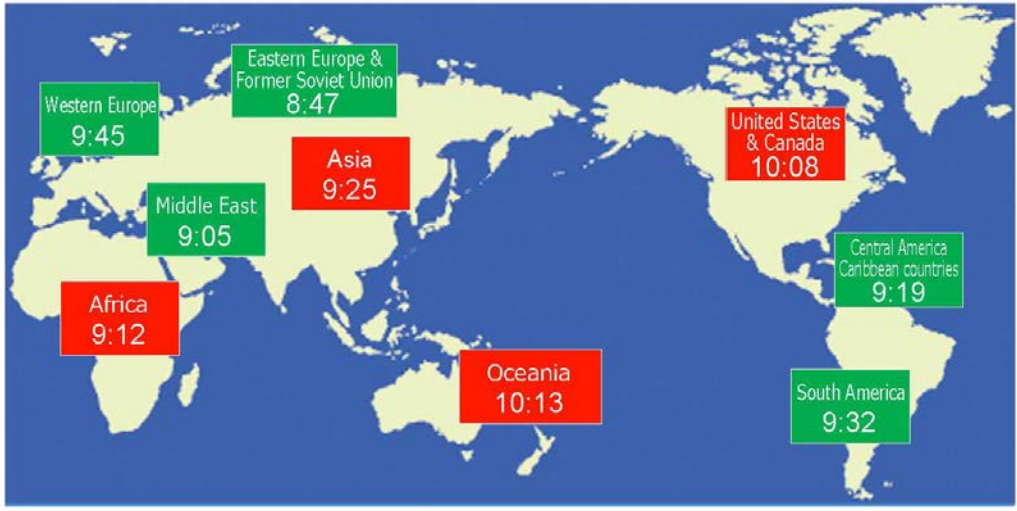 Eastern Europe &
Former Soviet Union
8:47
Western Europe
9:45
United States
& Canada
10:08
Asia
9:25
Middle East
9:05
Central America
Caribbean countries
9:19
Africa
9:12
Oceania
10:13
South America
9:32